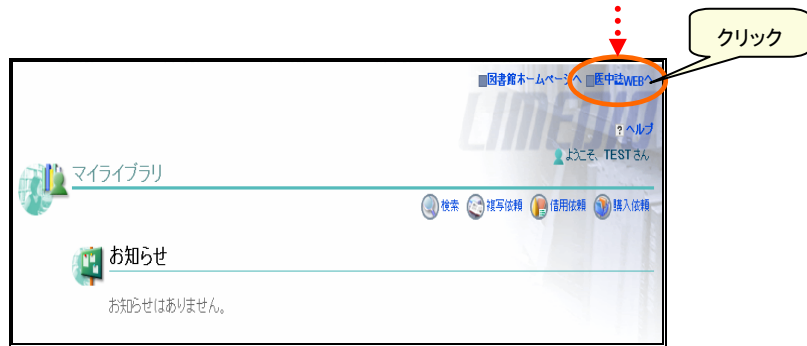 クリック
図書館ホームページへ 医中誌WEBへ
LIMEDIO
? ヘルプ
ようこそ、TESTさん
マイライブラリ
検索 複写依頼 借用依頼 購入依頼
お知らせ
お知らせはありません。